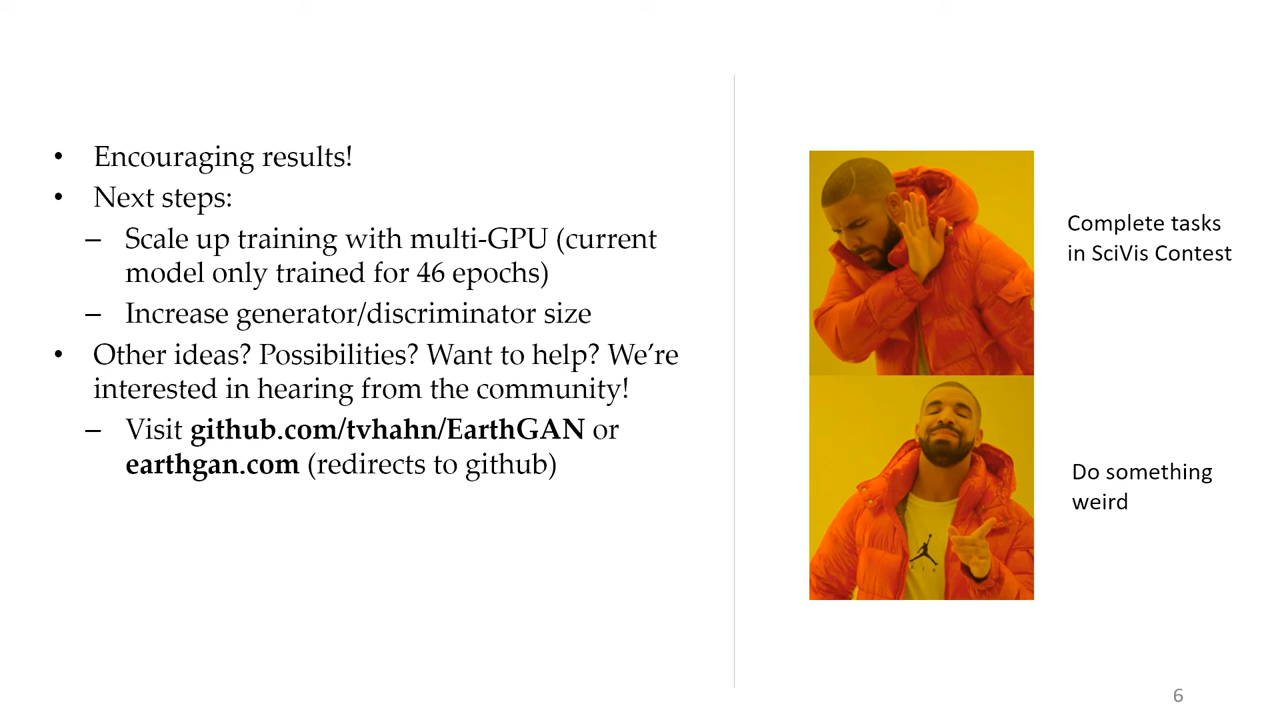 • Encouraging results!
• Next steps:
– Scale up training with multi-GPU (current
model only trained for 46 epochs)
– Increase generator/discriminator size
• Other ideas? Possibilities? Want to help? We’re
interested in hearing from the community!
– Visit github.com/tvhahn/EarthGAN or
earthgan.com (redirects to github)
Complete tasks
in SciVis Contest
Do something
weird
6